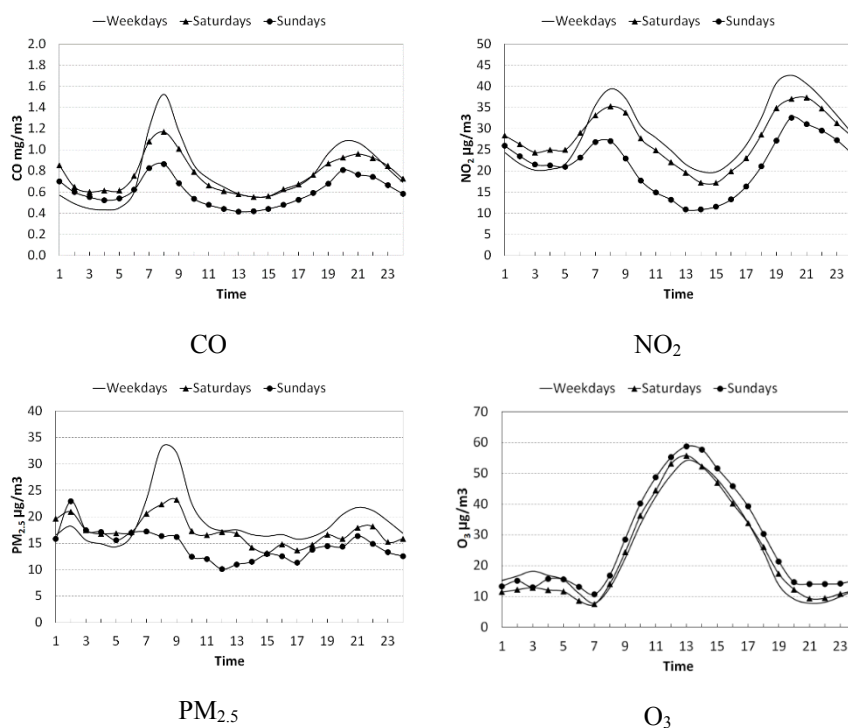 Weekdays Saturdays Sundays
2.0
1.8
1.6
1.4
1.2
1.0
0.8
0.6
0.4
0.2
0.0
CO mg/m3
1 3 5 7 9 11 13 15 17 19 21 23
Time
CO
Weekdays Saturdays Sundays
50
45
40
35
30
25
20
15
10
5
0
NO₂ µg/m3
1 3 5 7 9 11 13 15 17 19 21 23
Time
NO₂
Weekdays Saturdays Sundays
40
35
30
25
20
15
10
5
0
PM₂.₅ µg/m3
1 3 5 7 9 11 13 15 17 19 21 23
Time
PM₂.₅
Weekdays Saturdays Sundays
70
60
50
40
30
20
10
0
O₃ µg/m3
1 3 5 7 9 11 13 15 17 19 21 23
Time
O₃